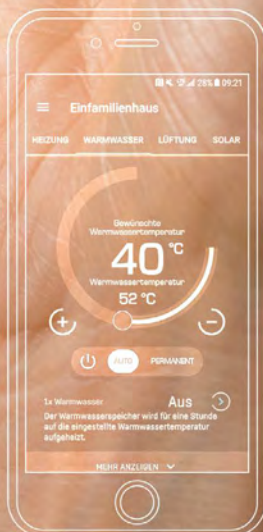 28% 09:21
Einfamilienhaus
HEIZUNG WARMWASSER LÜFTUNG SOLAR
Gewünschte
Warmwassertemperatur
40 °C
Warmwassertemperatur
52 °C
AUTO PERMANENT
1x Warmwasser Aus
Der Warmwasserspeicher wird für eine Stunde
auf die eingestellte Warmwassertemperatur
aufgeheizt.
MEHR ANZEIGEN